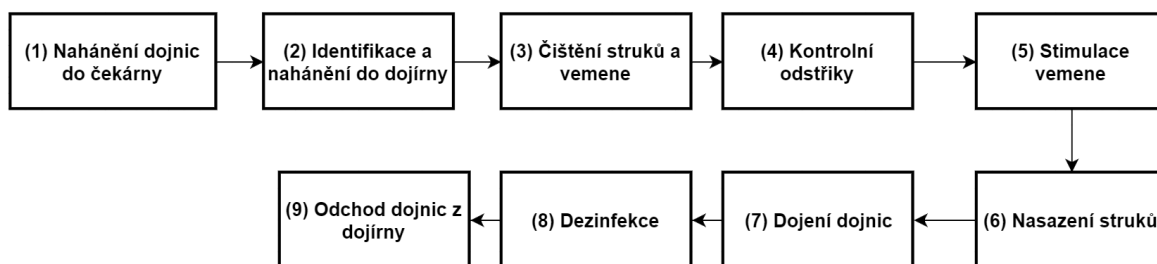 (1) Nahánění dojnic
do čekárny
(2) Identifikace a
nahánění do dojírny
(3) Čištění struků a
vemene
(4) Kontrolní
odstřiky
(5) Stimulace
vemene
(6) Nasazení struků
(7) Dojení dojnic
(8) Dezinfekce
(9) Odchod dojnic z
dojírny